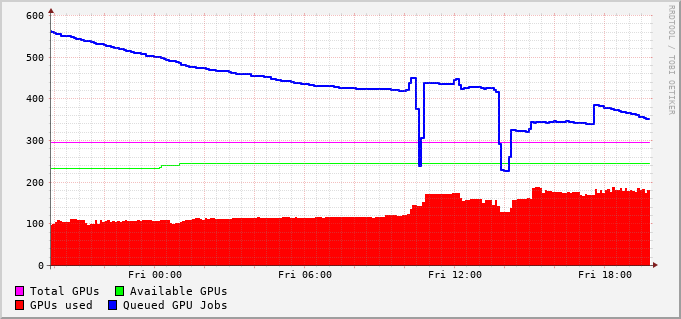 600
500
400
300
200
100
0
Fri 00:00 Fri 06:00 Fri 12:00 Fri 18:00
Total GPUs Available GPUs
GPUs used Queued GPU Jobs
RRDTOOL / TOBI OETIKER